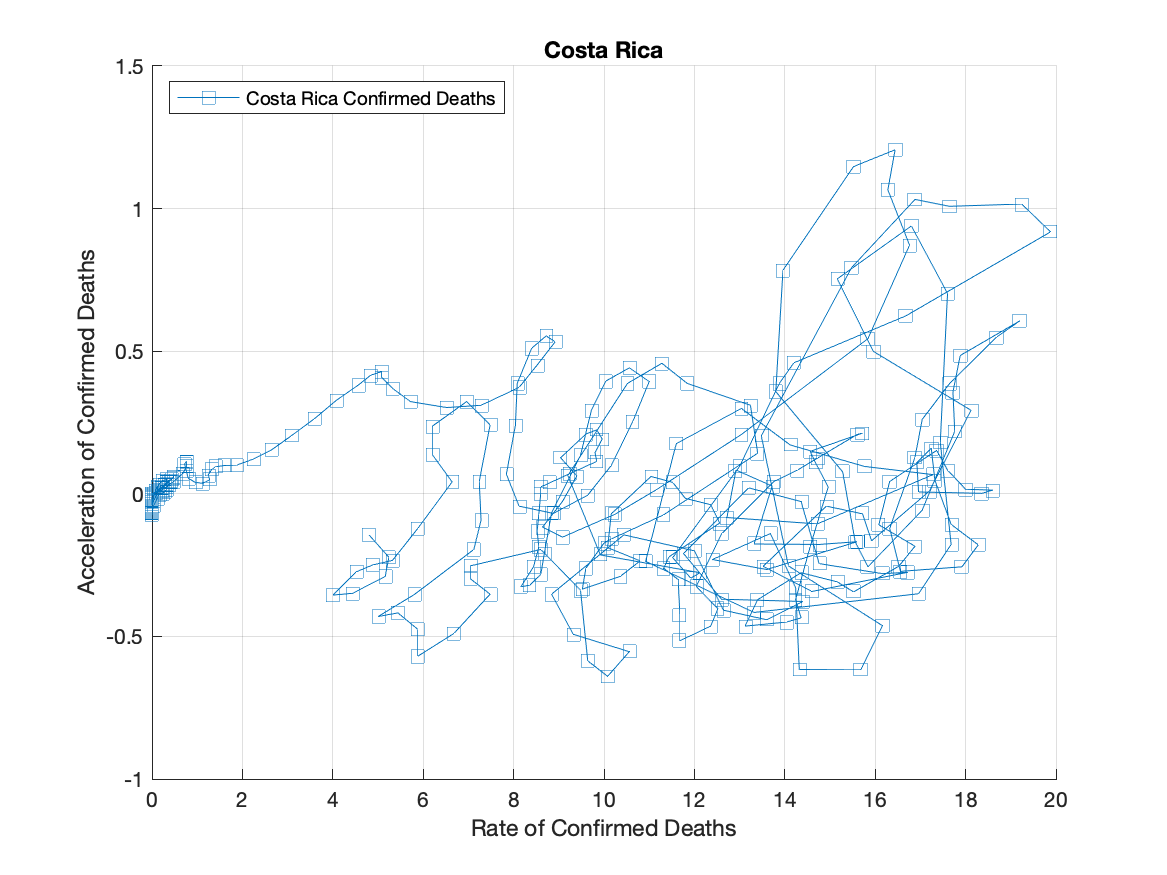 Costa Rica
1.5
Costa Rica Confirmed Deaths
1
0.5
0
-0.5
-1
Acceleration of Confirmed Deaths
0 2 4 6 8 10 12 14 16 18 20
Rate of Confirmed Deaths